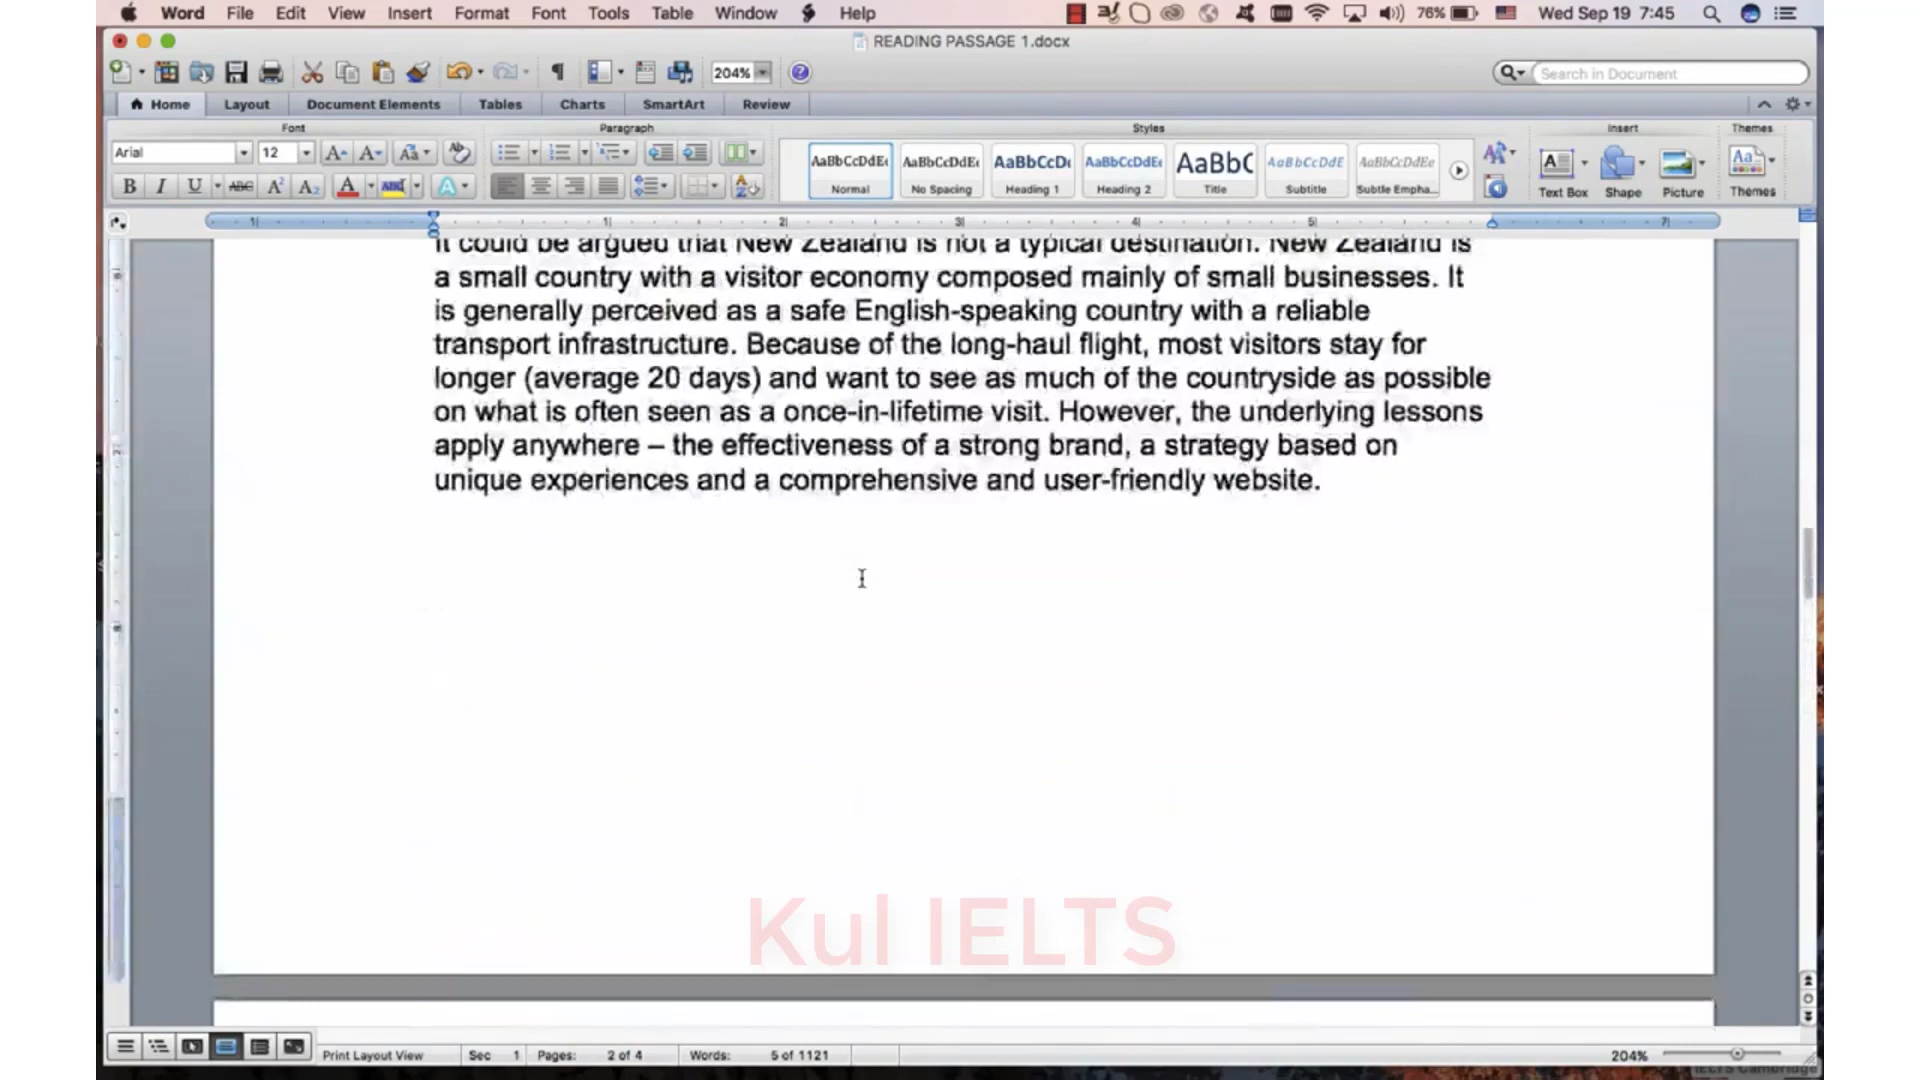 Word File Edit View Insert Format Font Tools Table Window Help 76% Wed Sep 19 7:45
READING PASSAGE 1.docx
204% Search in Document
Home Layout Document Elements Tables Charts SmartArt Review
Font Paragraph Styles Insert Themes
Arial 12 AaBbCcDdEe AaBbCcDdEe AaBbCcDc AaBbCcDdEe AaBbC AaBbCcDdE AaBbCcDdEe
B I U ABC Normal No Spacing Heading 1 Heading 2 Title Subtitle Subtle Empha... Text Box Shape Picture Themes
It could be argued that New Zealand is not a typical destination. New Zealand is
a small country with a visitor economy composed mainly of small businesses. It
is generally perceived as a safe English-speaking country with a reliable
transport infrastructure. Because of the long-haul flight, most visitors stay for
longer (average 20 days) and want to see as much of the countryside as possible
on what is often seen as a once-in-lifetime visit. However, the underlying lessons
apply anywhere – the effectiveness of a strong brand, a strategy based on
unique experiences and a comprehensive and user-friendly website.
Kul IELTS
Print Layout View Sec 1 Pages: 2 of 4 Words: 5 of 1121 204%
IELTS Cambridge